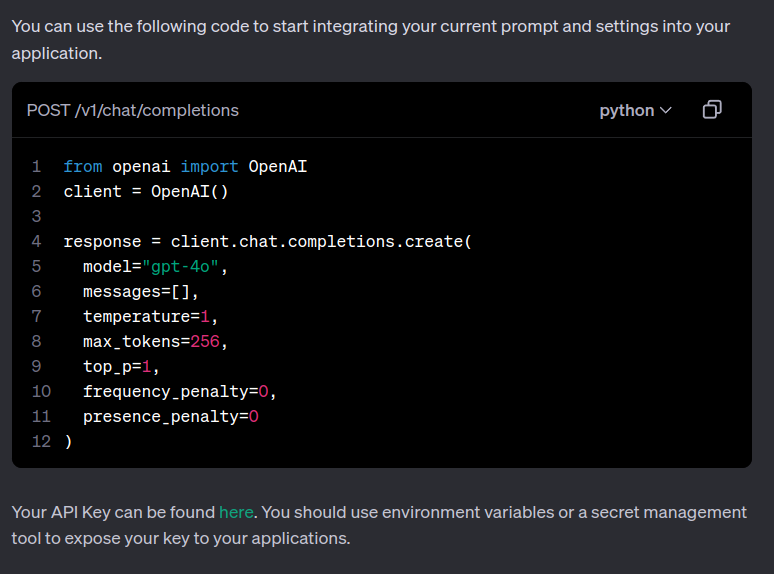 You can use the following code to start integrating your current prompt and settings into your
application.
POST /v1/chat/completions
python
1 from openai import OpenAI
2 client = OpenAI()
3
4 response = client.chat.completions.create(
5   model="gpt-4o",
6   messages=[],
7   temperature=1,
8   max_tokens=256,
9   top_p=1,
10   frequency_penalty=0,
11   presence_penalty=0
12 )
Your API Key can be found here. You should use environment variables or a secret management
tool to expose your key to your applications.